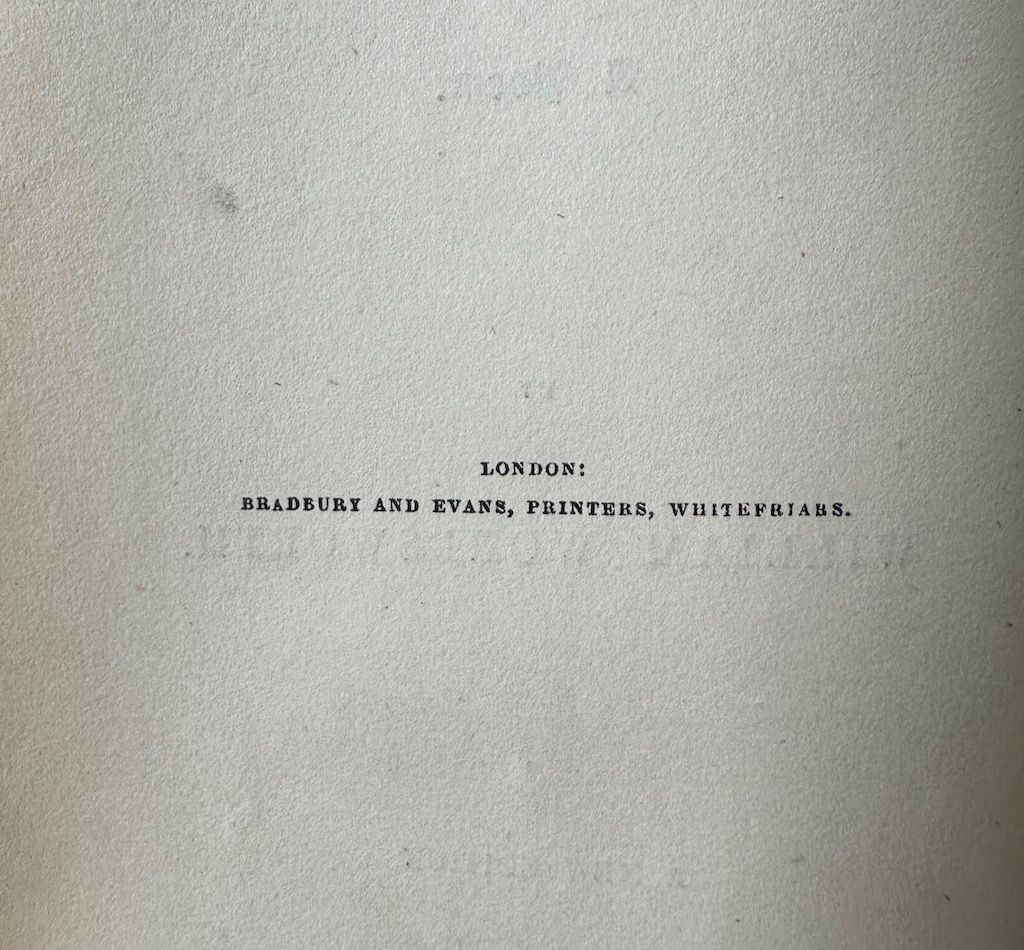 LONDON:
BRADBURY AND EVANS, PRINTERS, WHITEFRIARS.